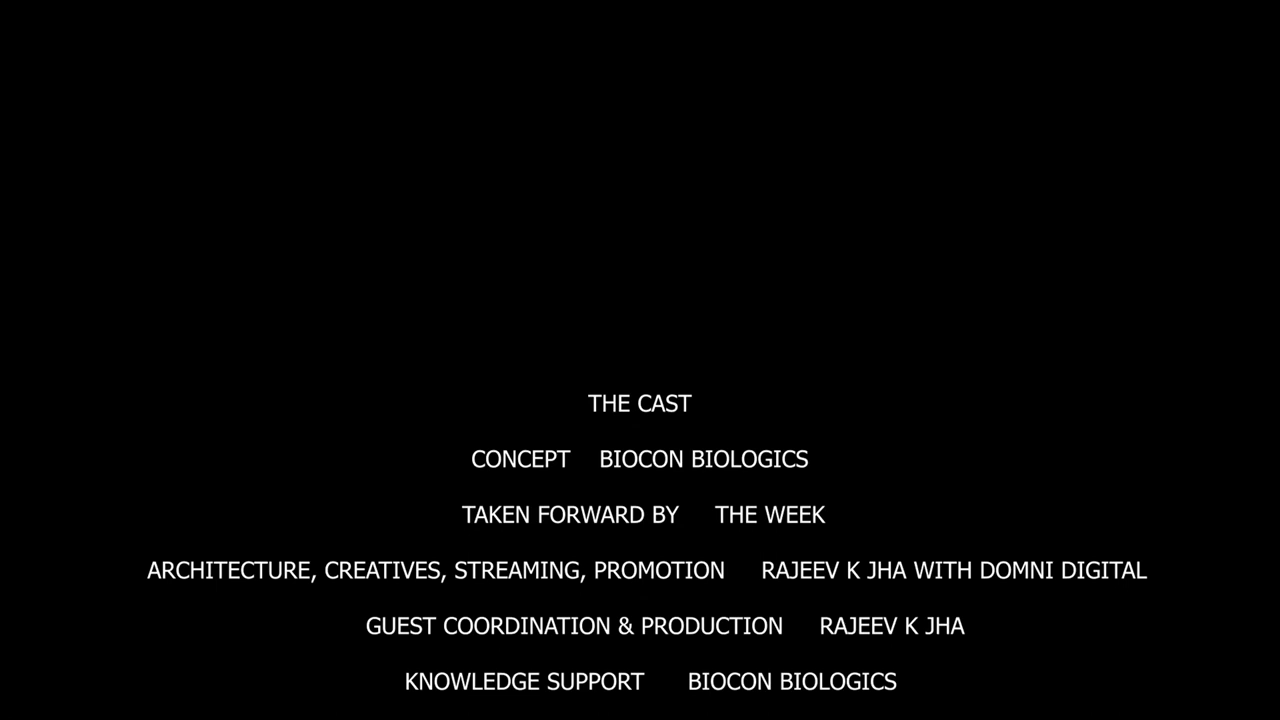 THE CAST
CONCEPT BIOCON BIOLOGICS
TAKEN FORWARD BY THE WEEK
ARCHITECTURE, CREATIVES, STREAMING, PROMOTION RAJEEV K JHA WITH DOMNI DIGITAL
GUEST COORDINATION & PRODUCTION RAJEEV K JHA
KNOWLEDGE SUPPORT BIOCON BIOLOGICS